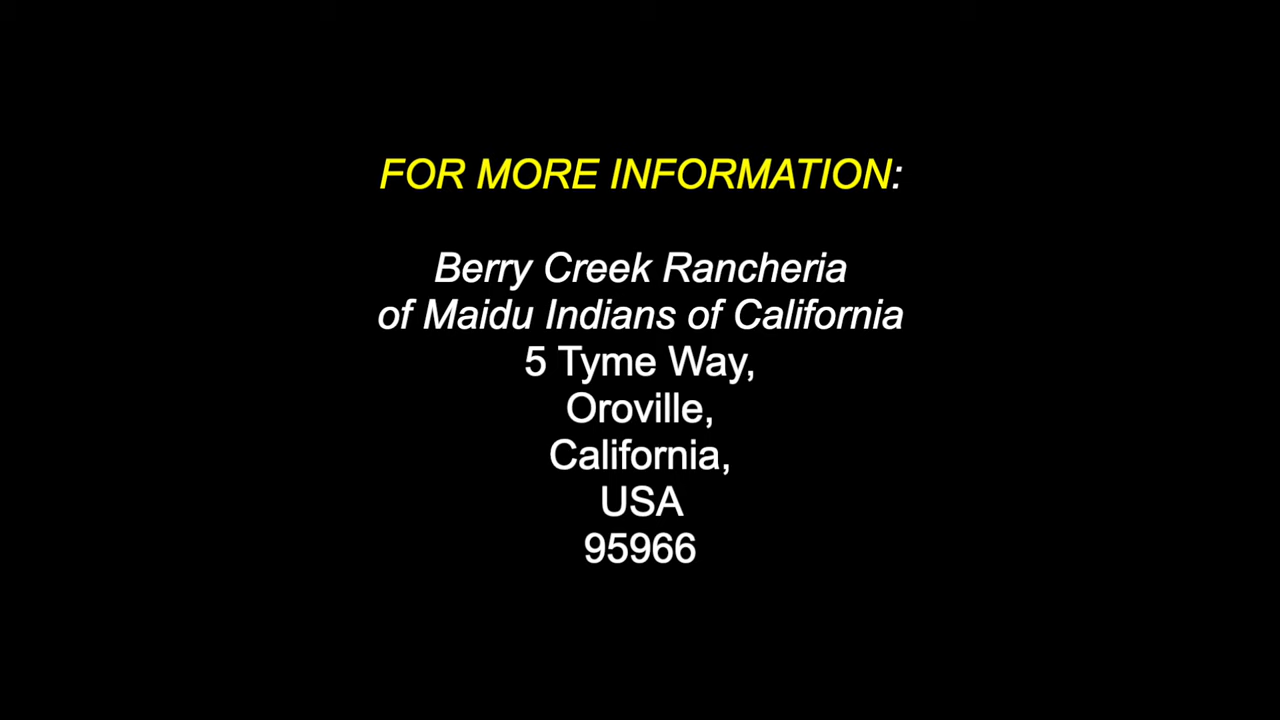 FOR MORE INFORMATION:
Berry Creek Rancheria
of Maidu Indians of California
5 Tyme Way,
Oroville,
California,
USA
95966